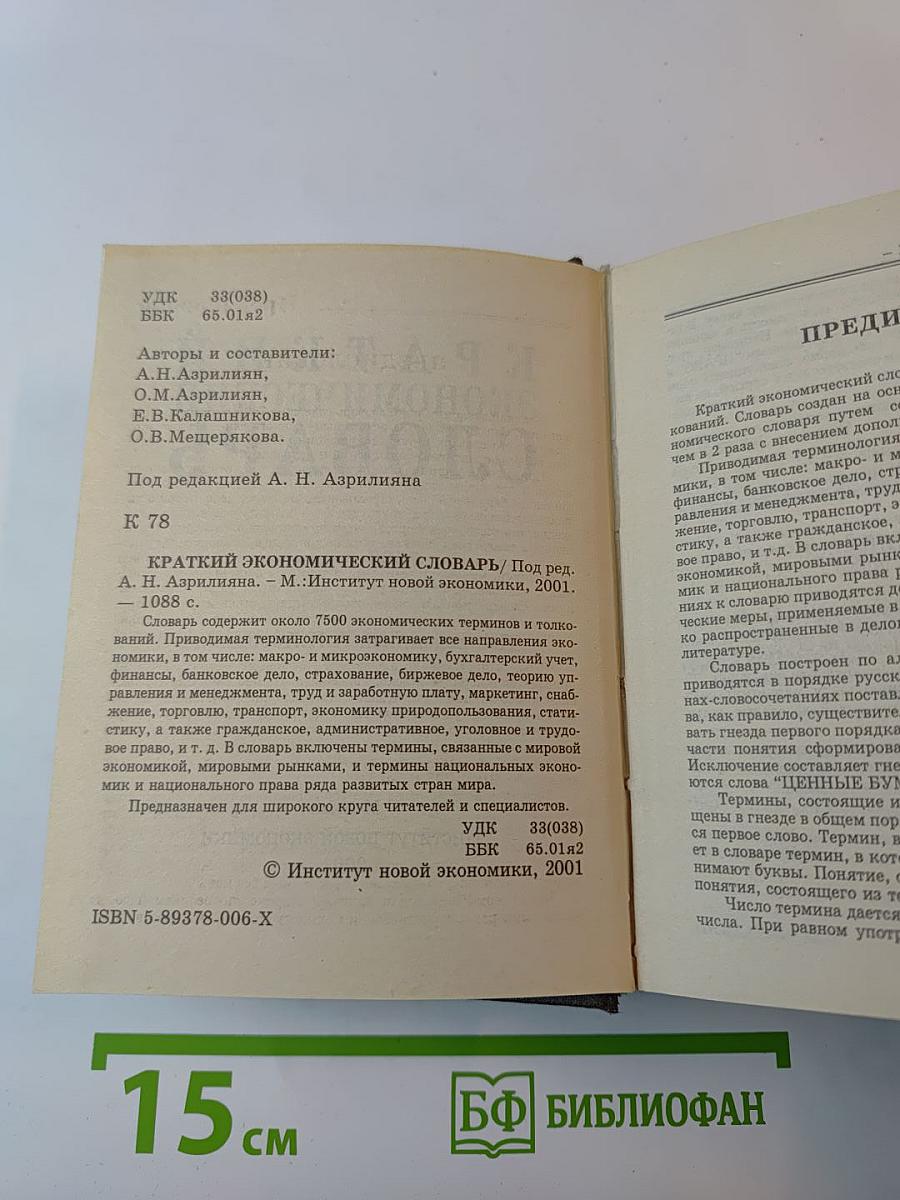 УДК 33(038)
ББК 65.01я2
Авторы и составители:
А.Н.Азрилиян,
О.М.Азрилиян,
Е.В.Калашникова,
О.В.Мещерякова.
Под редакцией А. Н. Азрилияна
К 78
КРАТКИЙ ЭКОНОМИЧЕСКИЙ СЛОВАРЬ/ Под ред.
А. Н. Азрилияна. – М.:Институт новой экономики, 2001.
— 1088 с.
Словарь содержит около 7500 экономических терминов и толко-
ваний. Приводимая терминология затрагивает все направления эко-
номики, в том числе: макро- и микроэкономику, бухгалтерский учет,
финансы, банковское дело, страхование, биржевое дело, теорию уп-
равления и менеджмента, труд и заработную плату, маркетинг, снаб-
жение, торговлю, транспорт, экономику природопользования, стати-
стику, а также гражданское, административное, уголовное и трудо-
вое право, и т. д. В словарь включены термины, связанные с мировой
экономикой, мировыми рынками, и термины национальных эконо-
мик и национального права ряда развитых стран мира.
Предназначен для широкого круга читателей и специалистов.
УДК 33(038)
ББК 65.01я2
© Институт новой экономики, 2001
ISBN 5-89378-006-X
ПРЕДИ
Краткий экономический сло
кований. Словарь создан на осн
номического словаря путем со
чем в 2 раза с внесением допол
Приводимая терминология
мики, в том числе: макро- и м
финансы, банковское дело, стр
равления и менеджмента, труд
жение, торговлю, транспорт, э
стику, а также гражданское,
вое право, и т.д. В словарь вкл
экономикой, мировыми рынк
мик и национального права р
ниях к словарю приводятся д
ческие меры, применяемые в
ко распространенные в дело
литературе.
Словарь построен по ал
приводятся в порядке русск
нах-словосочетаниях поставл
ва, как правило, существител
вать гнезда первого порядка
части понятия сформирова
Исключение составляет гне
ются слова “ЦЕННЫЕ БУМ
Термины, состоящие и
щены в гнезде в общем пор
ся первое слово. Термин, в
ет в словаре термин, в кото
нимают буквы. Понятие, с
понятия, состоящего из те
Число термина дается
числа. При равном употр
15 см
БФ БИБЛИОФАН